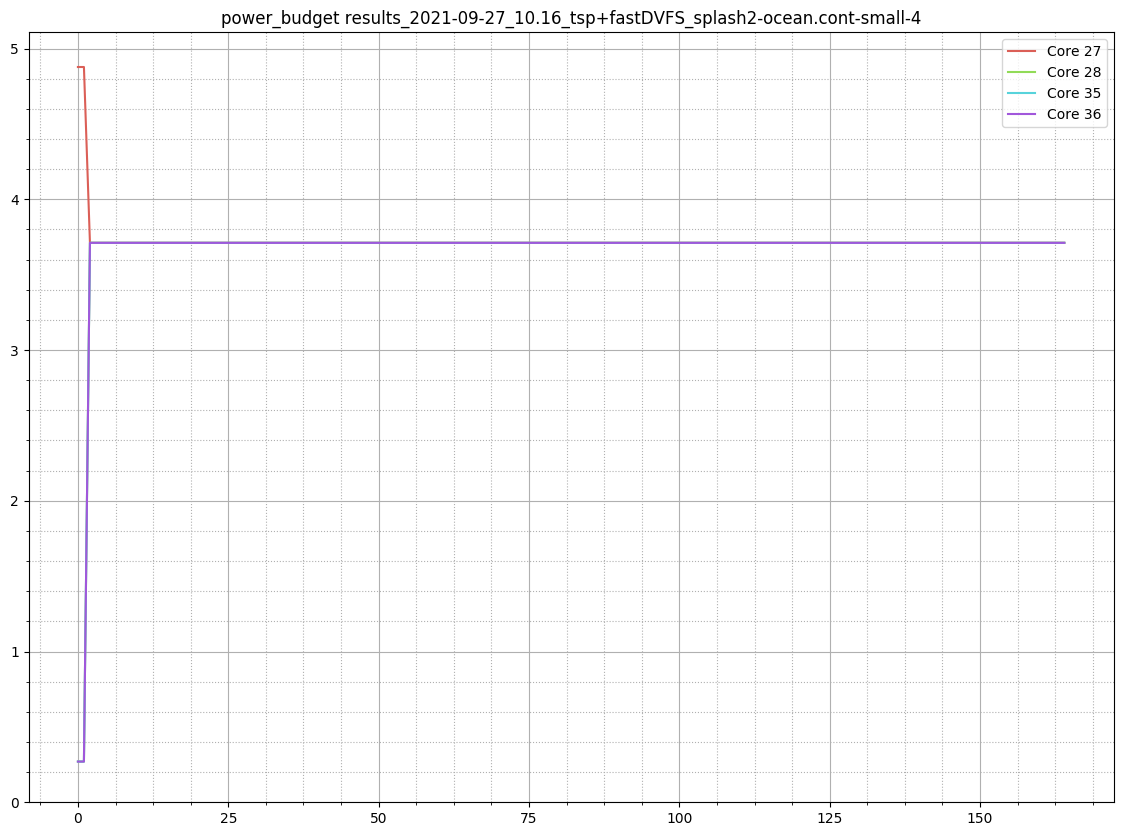 power_budget results_2021-09-27_10.16_tsp+fastDVFS_splash2-ocean.cont-small-4
5
4
3
2
1
0
Core 27
Core 28
Core 35
Core 36
0 25 50 75 100 125 150